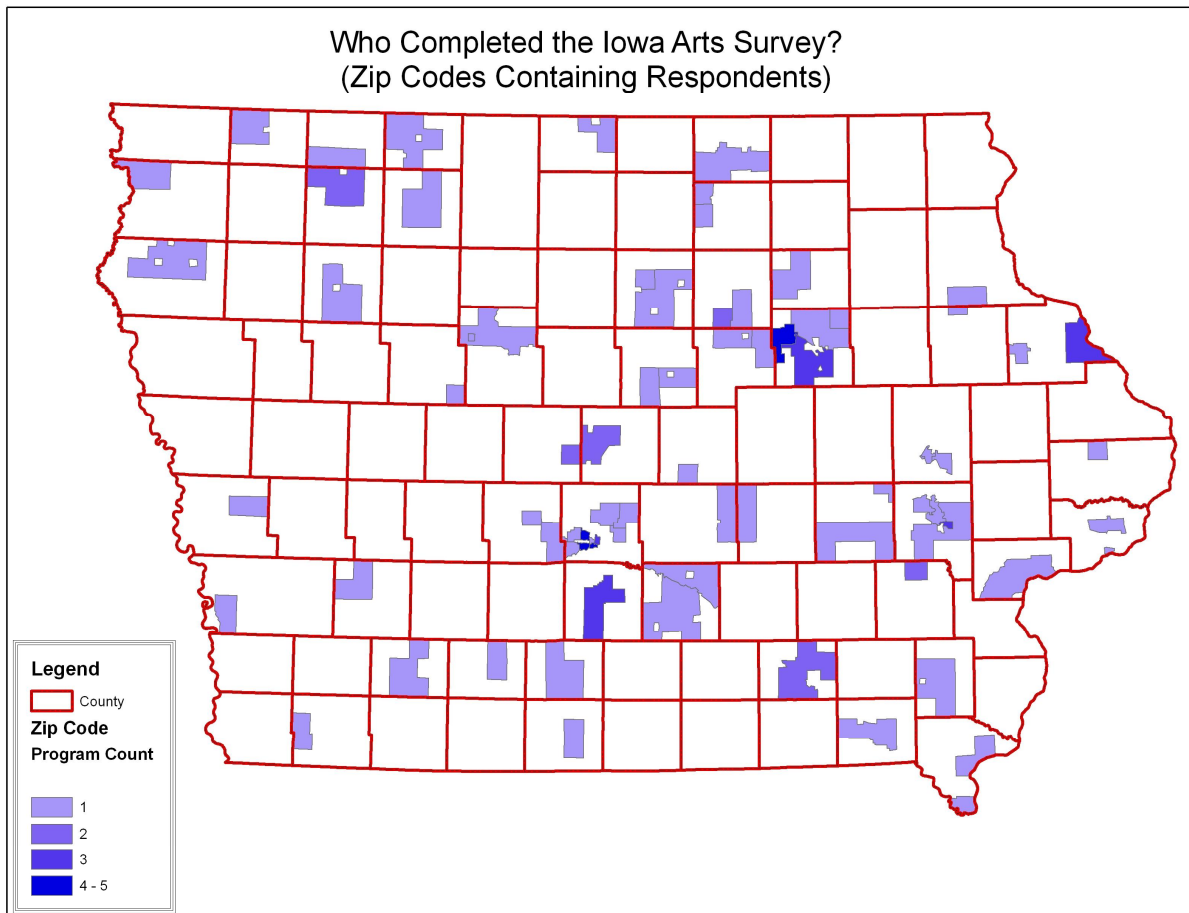 Who Completed the Iowa Arts Survey?
(Zip Codes Containing Respondents)
Legend
County
Zip Code
Program Count
1
2
3
4 - 5